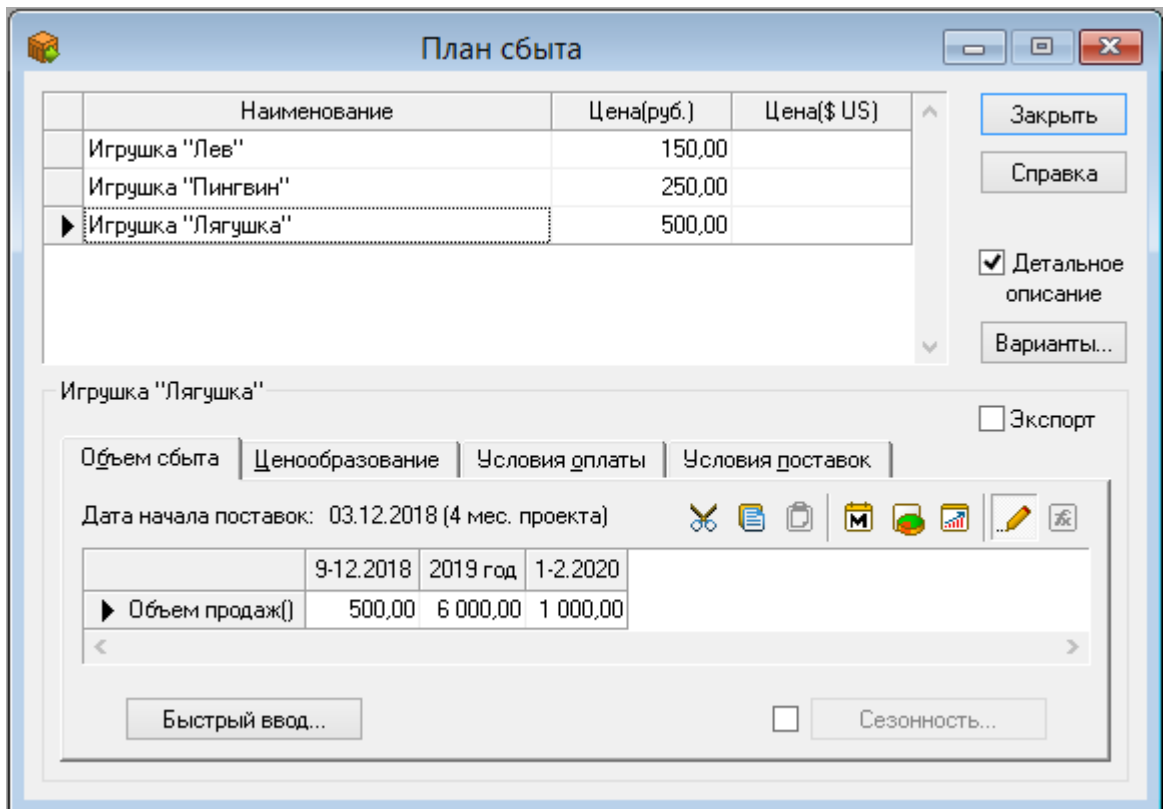 План сбыта
Наименование Цена(руб.) Цена($ US)
Игрушка "Лев" 150,00
Игрушка "Пингвин" 250,00
Игрушка "Лягушка" 500,00
Закрыть
Справка
Детальное
описание
Варианты...
Игрушка "Лягушка"
Экспорт
Объем сбыта Ценообразование Условия оплаты Условия поставок
Дата начала поставок: 03.12.2018 (4 мес. проекта)
9-12.2018 2019 год 1-2.2020
Объем продаж() 500,00 6 000,00 1 000,00
Быстрый ввод... Сезонность...